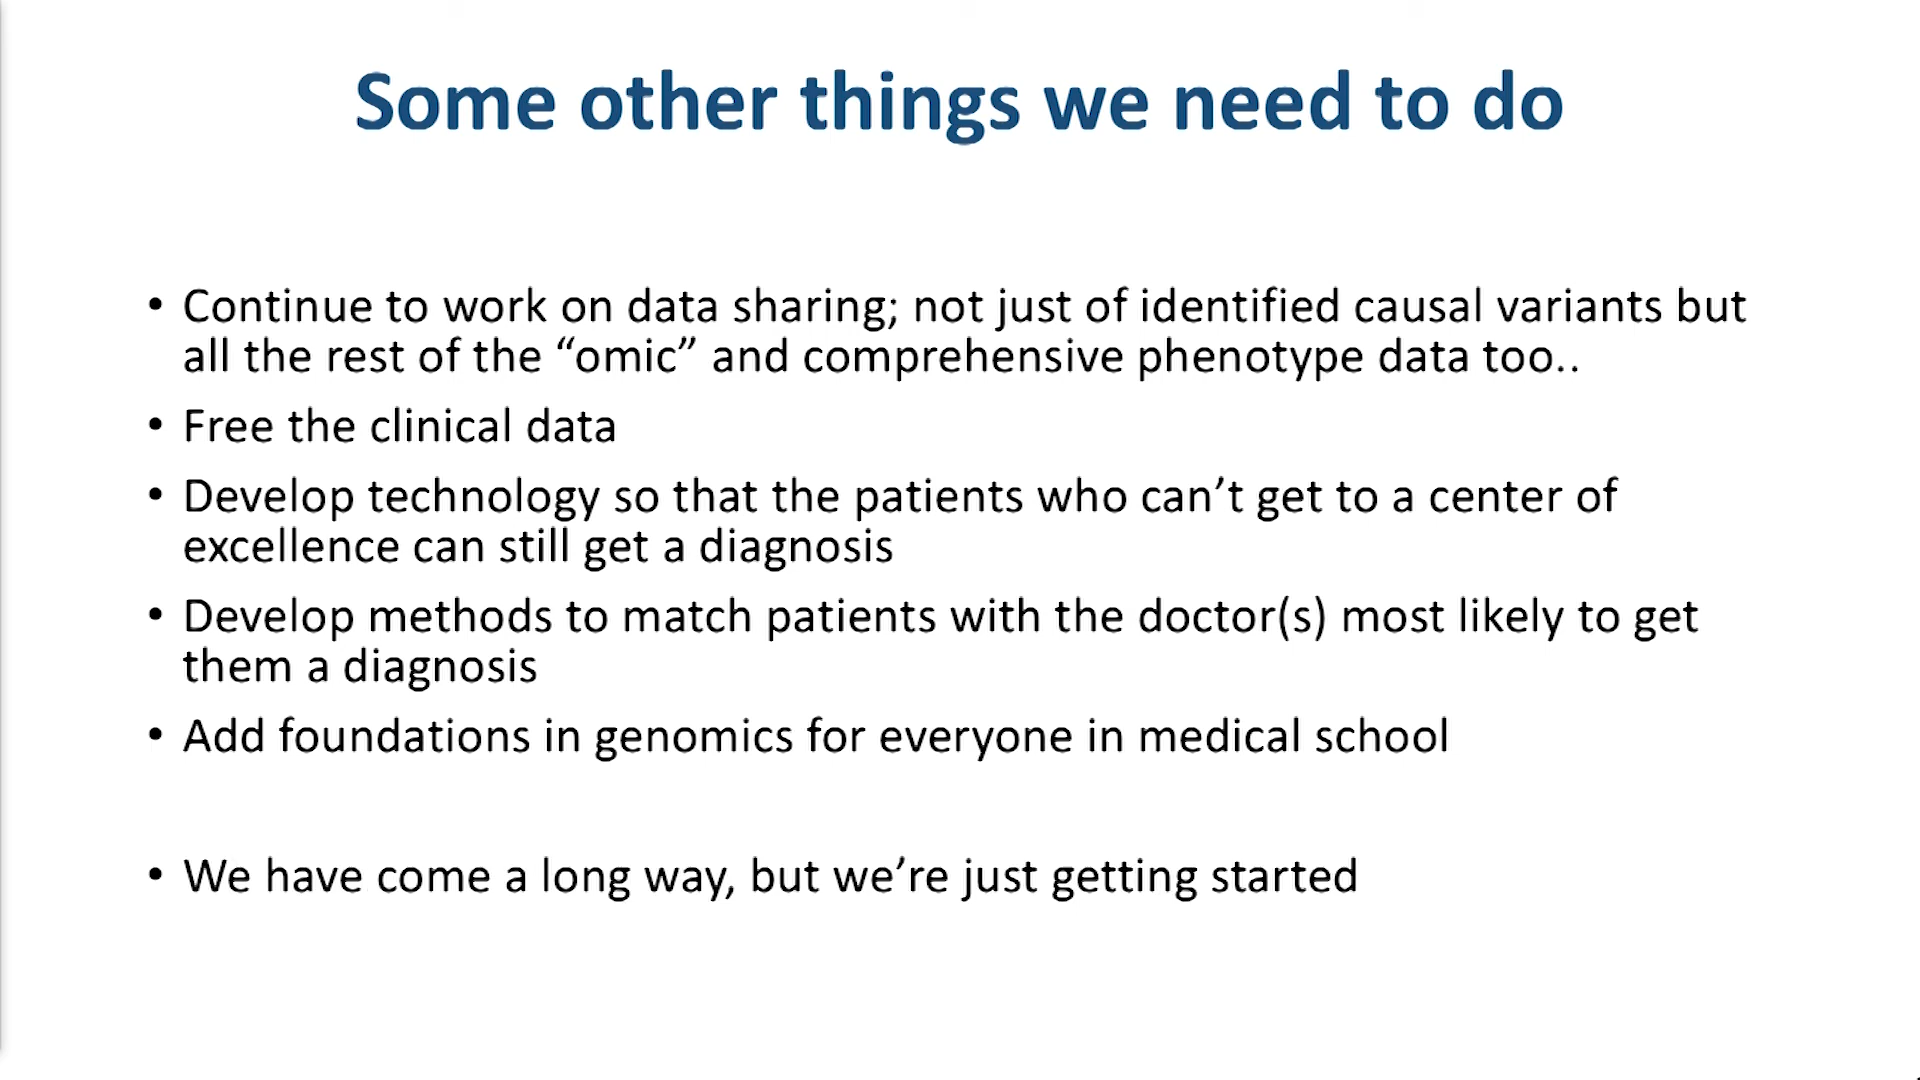 Some other things we need to do
• Continue to work on data sharing; not just of identified causal variants but
all the rest of the “omic” and comprehensive phenotype data too..
• Free the clinical data
• Develop technology so that the patients who can’t get to a center of
excellence can still get a diagnosis
• Develop methods to match patients with the doctor(s) most likely to get
them a diagnosis
• Add foundations in genomics for everyone in medical school
• We have come a long way, but we’re just getting started